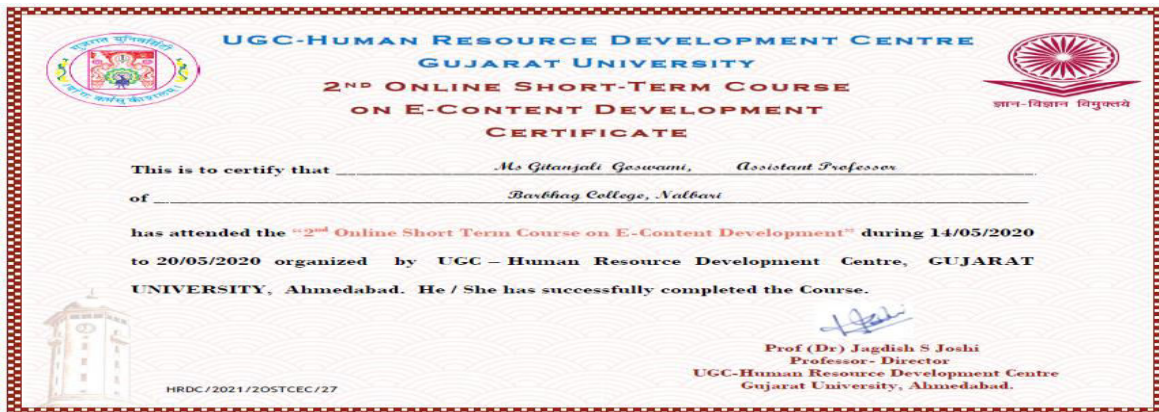 गुजरात युनिवर्सिटी
UGC-HUMAN RESOURCE DEVELOPMENT CENTRE
GUJARAT UNIVERSITY
2ND ONLINE SHORT-TERM COURSE
ON E-CONTENT DEVELOPMENT
CERTIFICATE
ज्ञान-विज्ञान विमुक्तये
This is to certify that Ms Gitanjali Goswami, Assistant Professor
of Barbhag College, Nalbari
has attended the “2nd Online Short Term Course on E-Content Development” during 14/05/2020
to 20/05/2020 organized by UGC – Human Resource Development Centre, GUJARAT
UNIVERSITY, Ahmedabad. He / She has successfully completed the Course.
Prof (Dr) Jagdish S Joshi
Professor- Director
UGC-Human Resource Development Centre
Gujarat University, Ahmedabad.
HRDC/2021/2OSTCEC/27